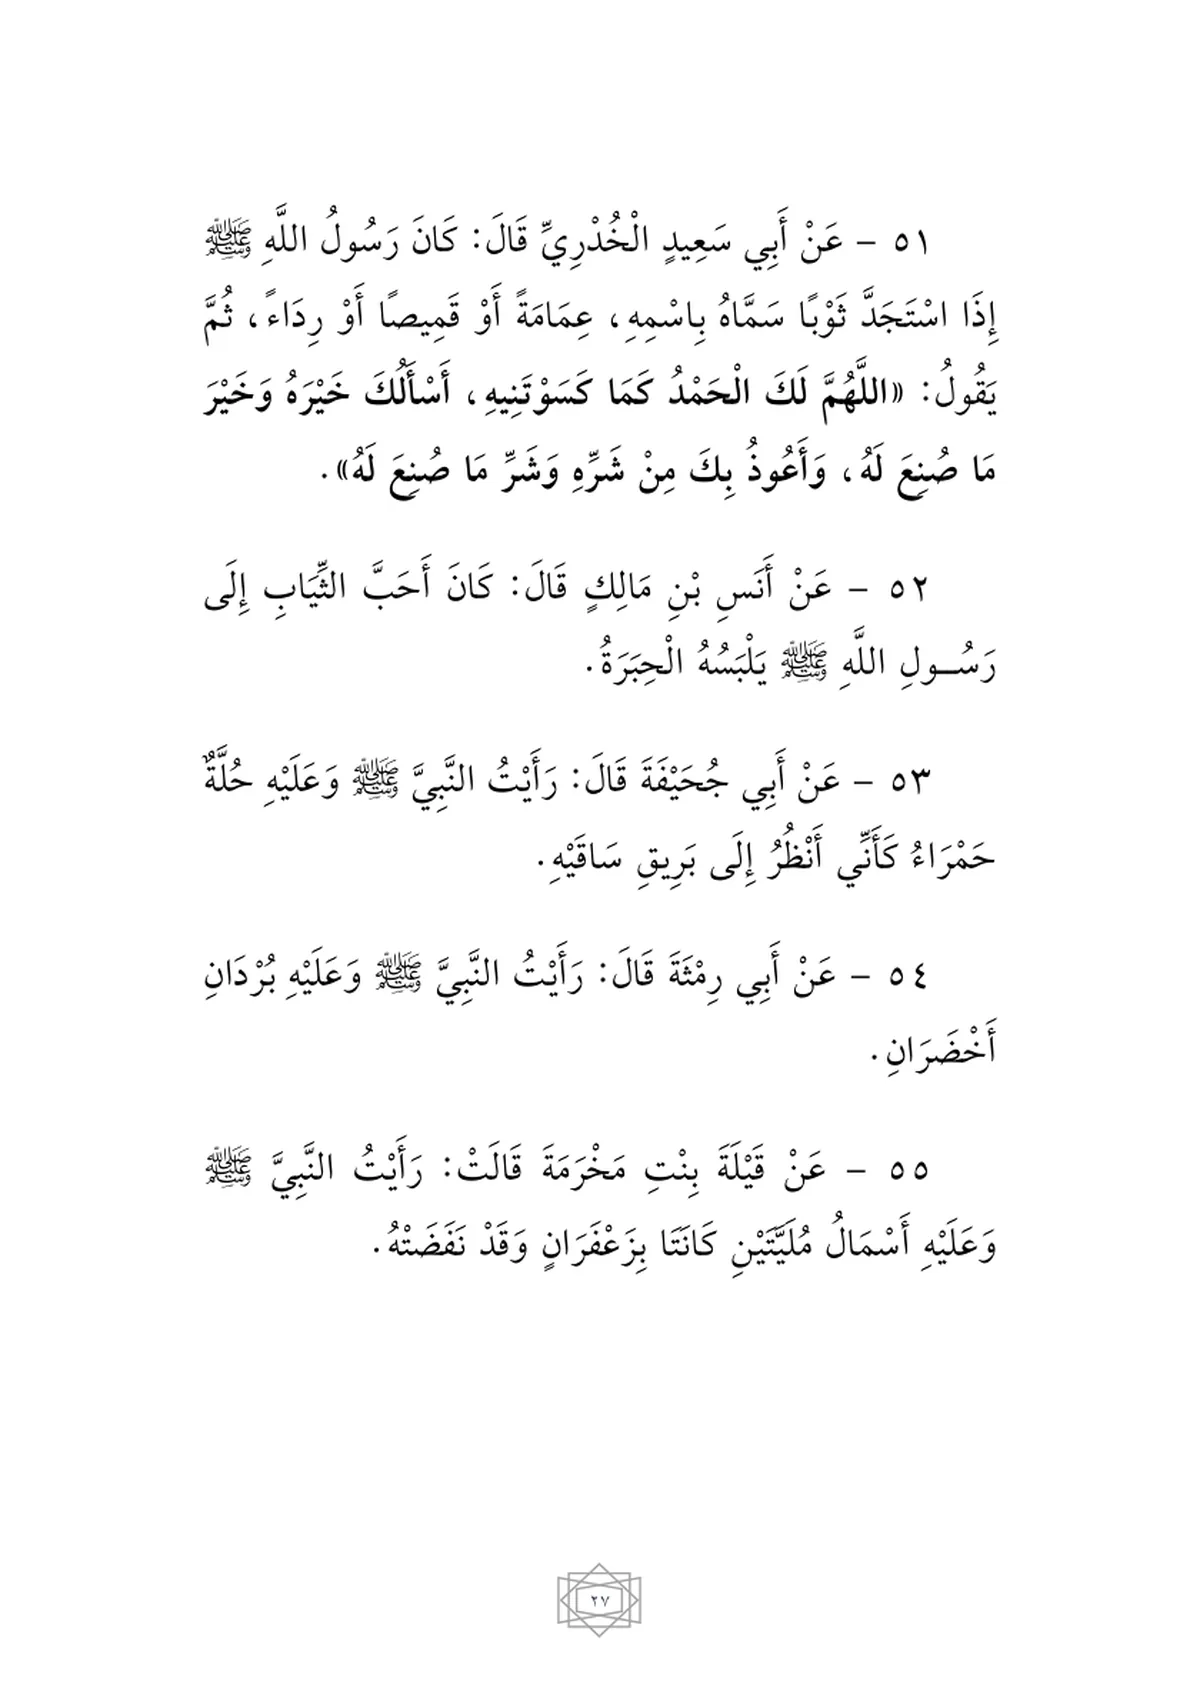 ٥١ – عَنْ أَبِي سَعِيدٍ الْخُدْرِيِّ قَالَ: كَانَ رَسُولُ اللَّهِ ﷺ
إِذَا اسْتَجَدَّ ثَوْبًا سَمَّاهُ بِاسْمِهِ، عِمَامَةً أَوْ قَمِيصًا أَوْ رِدَاءً، ثُمَّ
يَقُولُ: «اللَّهُمَّ لَكَ الْحَمْدُ كَمَا كَسَوْتَنِيهِ، أَسْأَلُكَ خَيْرَهُ وَخَيْرَ
مَا صُنِعَ لَهُ، وَأَعُوذُ بِكَ مِنْ شَرِّهِ وَشَرِّ مَا صُنِعَ لَهُ».
٥٢ – عَنْ أَنَسِ بْنِ مَالِكٍ قَالَ: كَانَ أَحَبَّ الثِّيَابِ إِلَى
رَسُـولِ اللَّهِ ﷺ يَلْبَسُهُ الْحِبَرَةُ.
٥٣ – عَنْ أَبِي جُحَيْفَةَ قَالَ: رَأَيْتُ النَّبِيَّ ﷺ وَعَلَيْهِ حُلَّةٌ
حَمْرَاءُ كَأَنِّي أَنْظُرُ إِلَى بَرِيقِ سَاقَيْهِ.
٥٤ – عَنْ أَبِي رِمْثَةَ قَالَ: رَأَيْتُ النَّبِيَّ ﷺ وَعَلَيْهِ بُرْدَانِ
أَخْضَرَانِ.
٥٥ – عَنْ قَيْلَةَ بِنْتِ مَخْرَمَةَ قَالَتْ: رَأَيْتُ النَّبِيَّ ﷺ
وَعَلَيْهِ أَسْمَالُ مُلَيَّتَيْنِ كَانَتَا بِزَعْفَرَانٍ وَقَدْ نَفَضَتْهُ.
٢٧